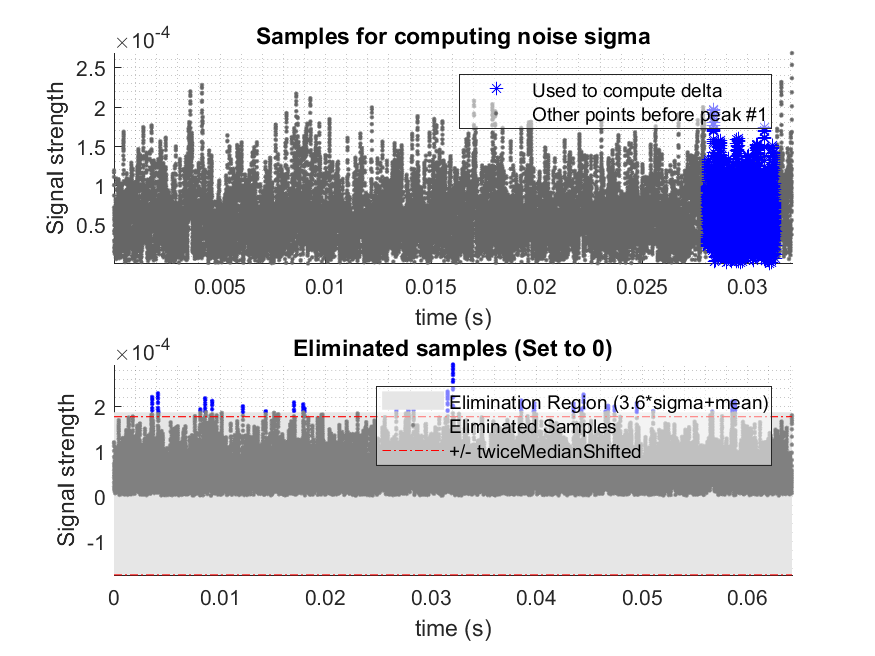 ×10-4
Samples for computing noise sigma
2.5
2
1.5
1
0.5
Signal strength
Used to compute delta
Other points before peak #1
0.005 0.01 0.015 0.02 0.025 0.03
time (s)
×10-4
Eliminated samples (Set to 0)
2
1
0
-1
Signal strength
Elimination Region (3.6*sigma+mean)
Eliminated Samples
+/- twiceMedianShifted
0 0.01 0.02 0.03 0.04 0.05 0.06
time (s)